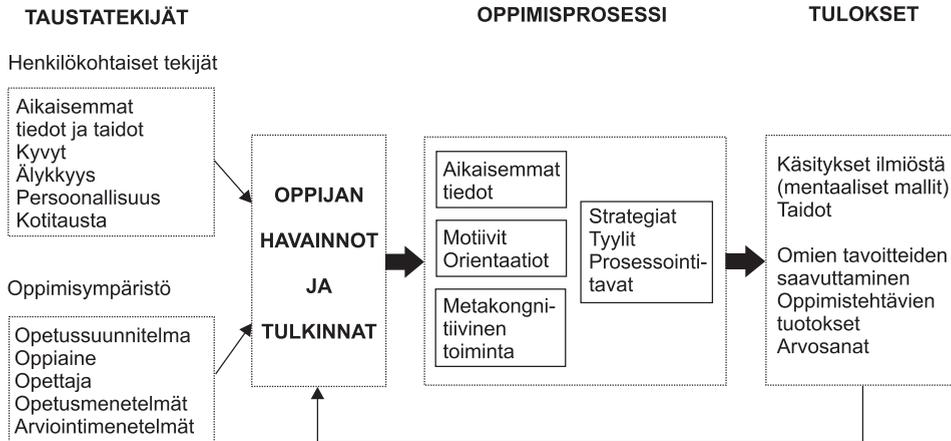 TAUSTATEKIJÄT
Henkilökohtaiset tekijät
Aikaisemmat
tiedot ja taidot
Kyvyt
Älykkyys
Persoonallisuus
Kotitausta
Oppimisympäristö
Opetussuunnitelma
Oppiaine
Opettaja
Opetusmenetelmät
Arviointimenetelmät
OPPIJAN
HAVAINNOT
JA
TULKINNAT
OPPIMISPROSESSI
Aikaisemmat
tiedot
Motiivit
Orientaatiot
Metakongni-
tiivinen
toiminta
Strategiat
Tyylit
Prosessointi-
tavat
TULOKSET
Käsitykset ilmiöstä
(mentaaliset mallit)
Taidot
Omien tavoitteiden
saavuttaminen
Oppimistehtävien
tuotokset
Arvosanat